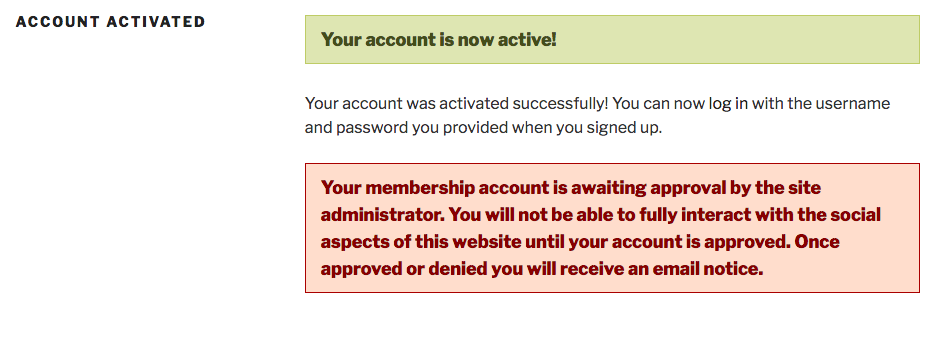 ACCOUNT ACTIVATED
Your account is now active!
Your account was activated successfully! You can now log in with the username
and password you provided when you signed up.
Your membership account is awaiting approval by the site
administrator. You will not be able to fully interact with the social
aspects of this website until your account is approved. Once
approved or denied you will receive an email notice.